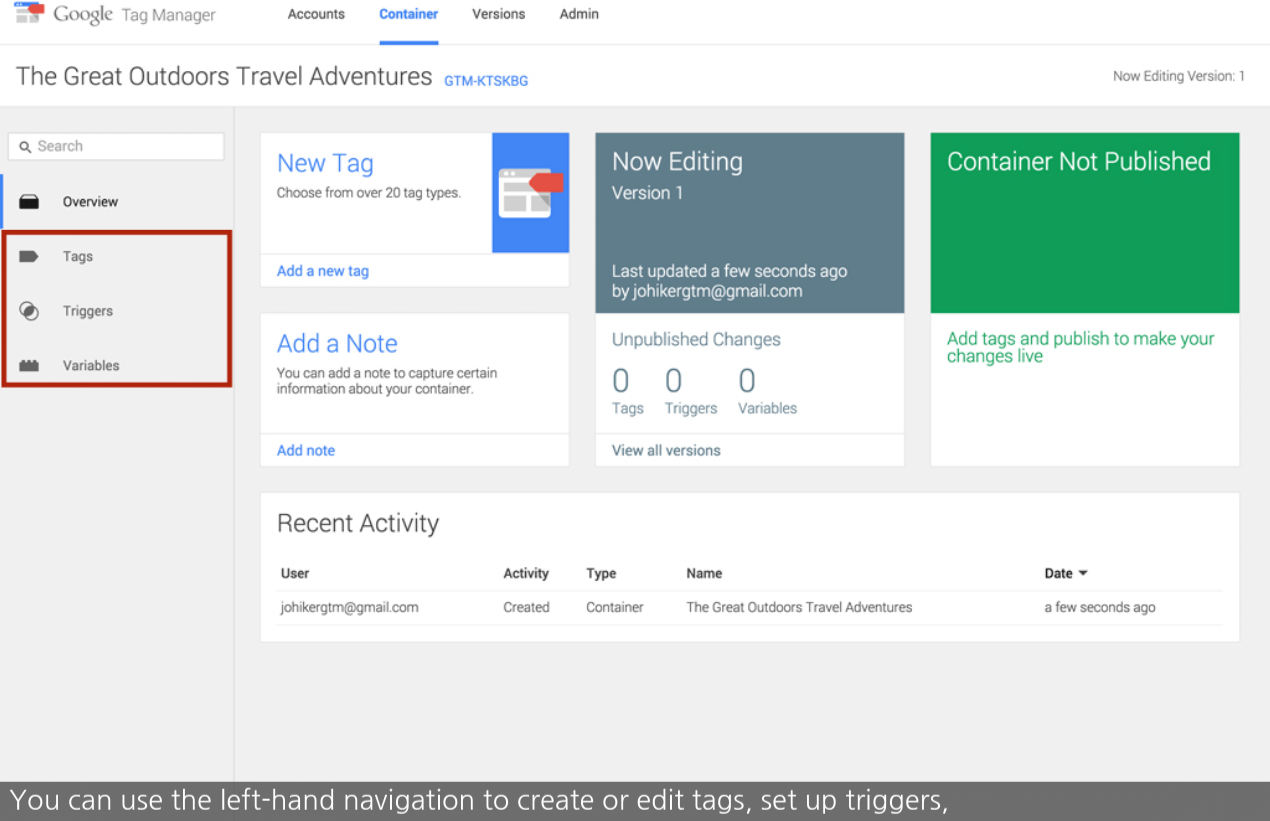 Google Tag Manager
Accounts
Container
Versions
Admin
The Great Outdoors Travel Adventures GTM-KTSKBG
Now Editing Version: 1
Search
Overview
Tags
Triggers
Variables
New Tag
Choose from over 20 tag types.
Add a new tag
Add a Note
You can add a note to capture certain
information about your container.
Add note
Now Editing
Version 1
Last updated a few seconds ago
by johikergtm@gmail.com
Unpublished Changes
0 0 0
Tags Triggers Variables
View all versions
Container Not Published
Add tags and publish to make your
changes live
Recent Activity
User Activity Type Name Date
johikergtm@gmail.com Created Container The Great Outdoors Travel Adventures a few seconds ago
You can use the left-hand navigation to create or edit tags, set up triggers,